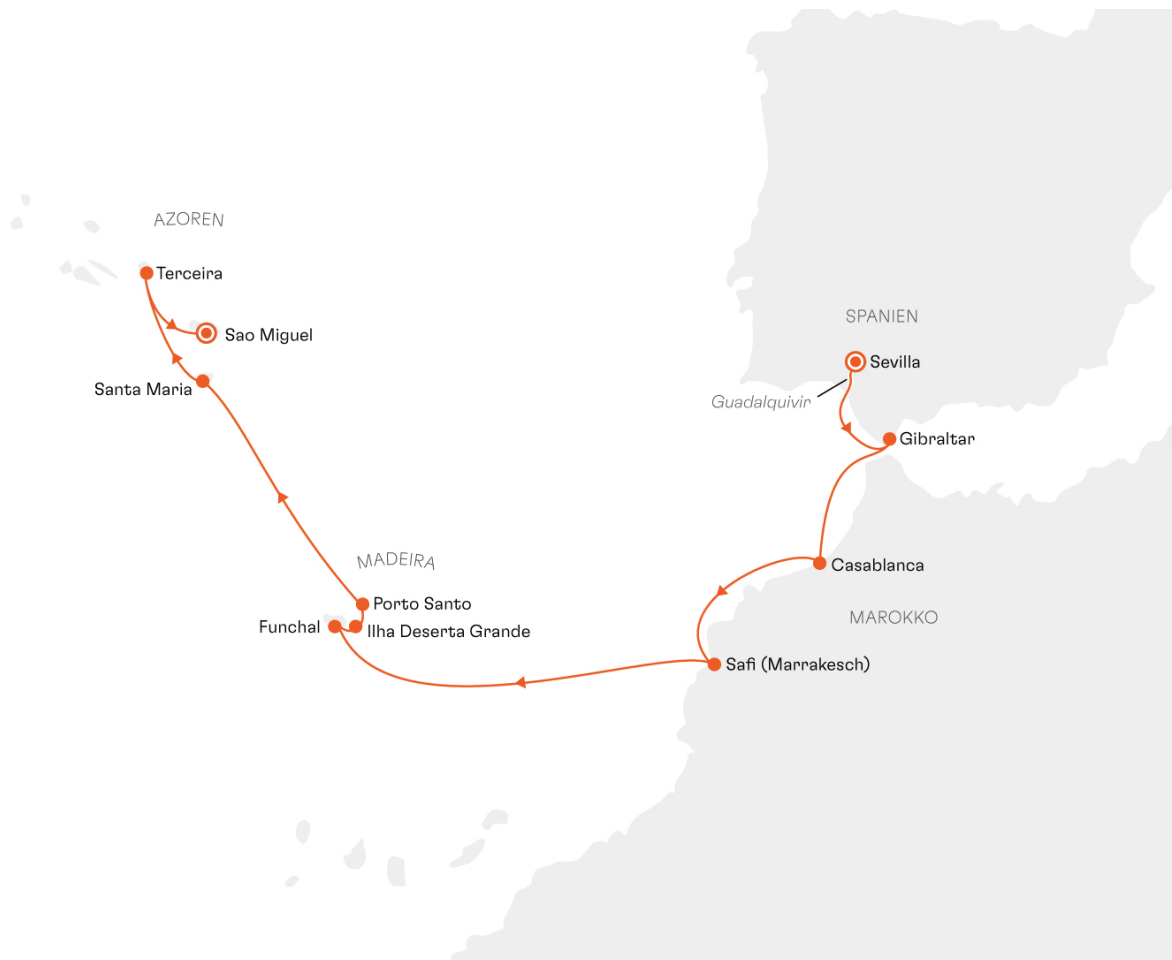 AZOREN
Terceira
Sao Miguel
Santa Maria
SPANIEN
Sevilla
Guadalquivir
Gibraltar
MADEIRA
Casablanca
Porto Santo
Funchal
Ilha Deserta Grande
MAROKKO
Safi (Marrakesch)